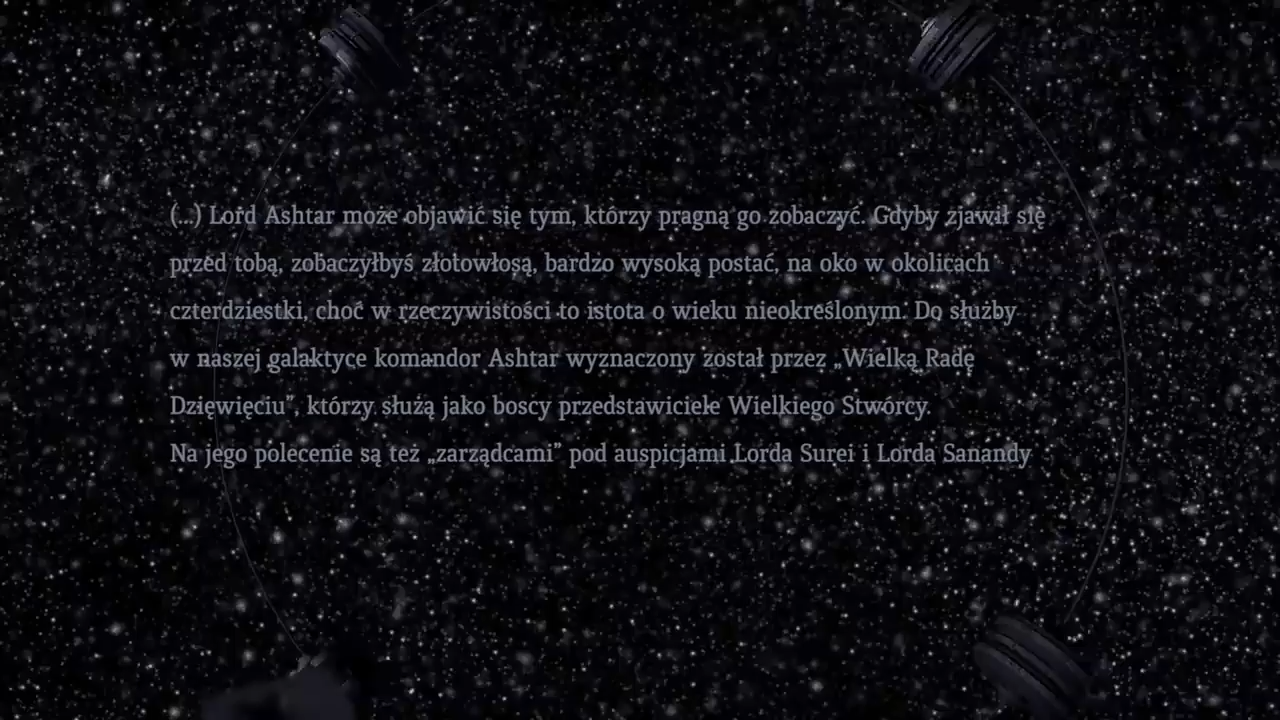 (...) Lord Ashtar może objawić się tym, którzy pragną go zobaczyć. Gdyby zjawił się
przed tobą, zobaczyłbyś złotowłosą, bardzo wysoką postać, na oko w okolicach
czterdziestki, choć w rzeczywistości to istota o wieku nieokreślonym. Do służby
w naszej galaktyce komandor Ashtar wyznaczony został przez „Wielką Radę
Dziewięciu”, którzy służą jako boscy przedstawiciele Wielkiego Stwórcy.
Na jego polecenie są też „zarządcami” pod auspicjami Lorda Surei i Lorda Sanandy